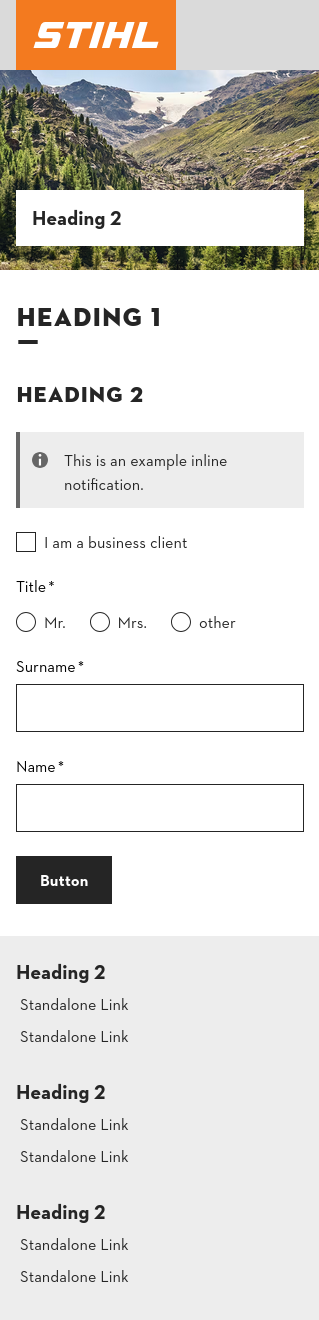 STIHL
Heading 2
HEADING 1
HEADING 2
This is an example inline
notification.
I am a business client
Title *
Mr.
Mrs.
other
Surname *
Name *
Button
Heading 2
Standalone Link
Standalone Link
Heading 2
Standalone Link
Standalone Link
Heading 2
Standalone Link
Standalone Link